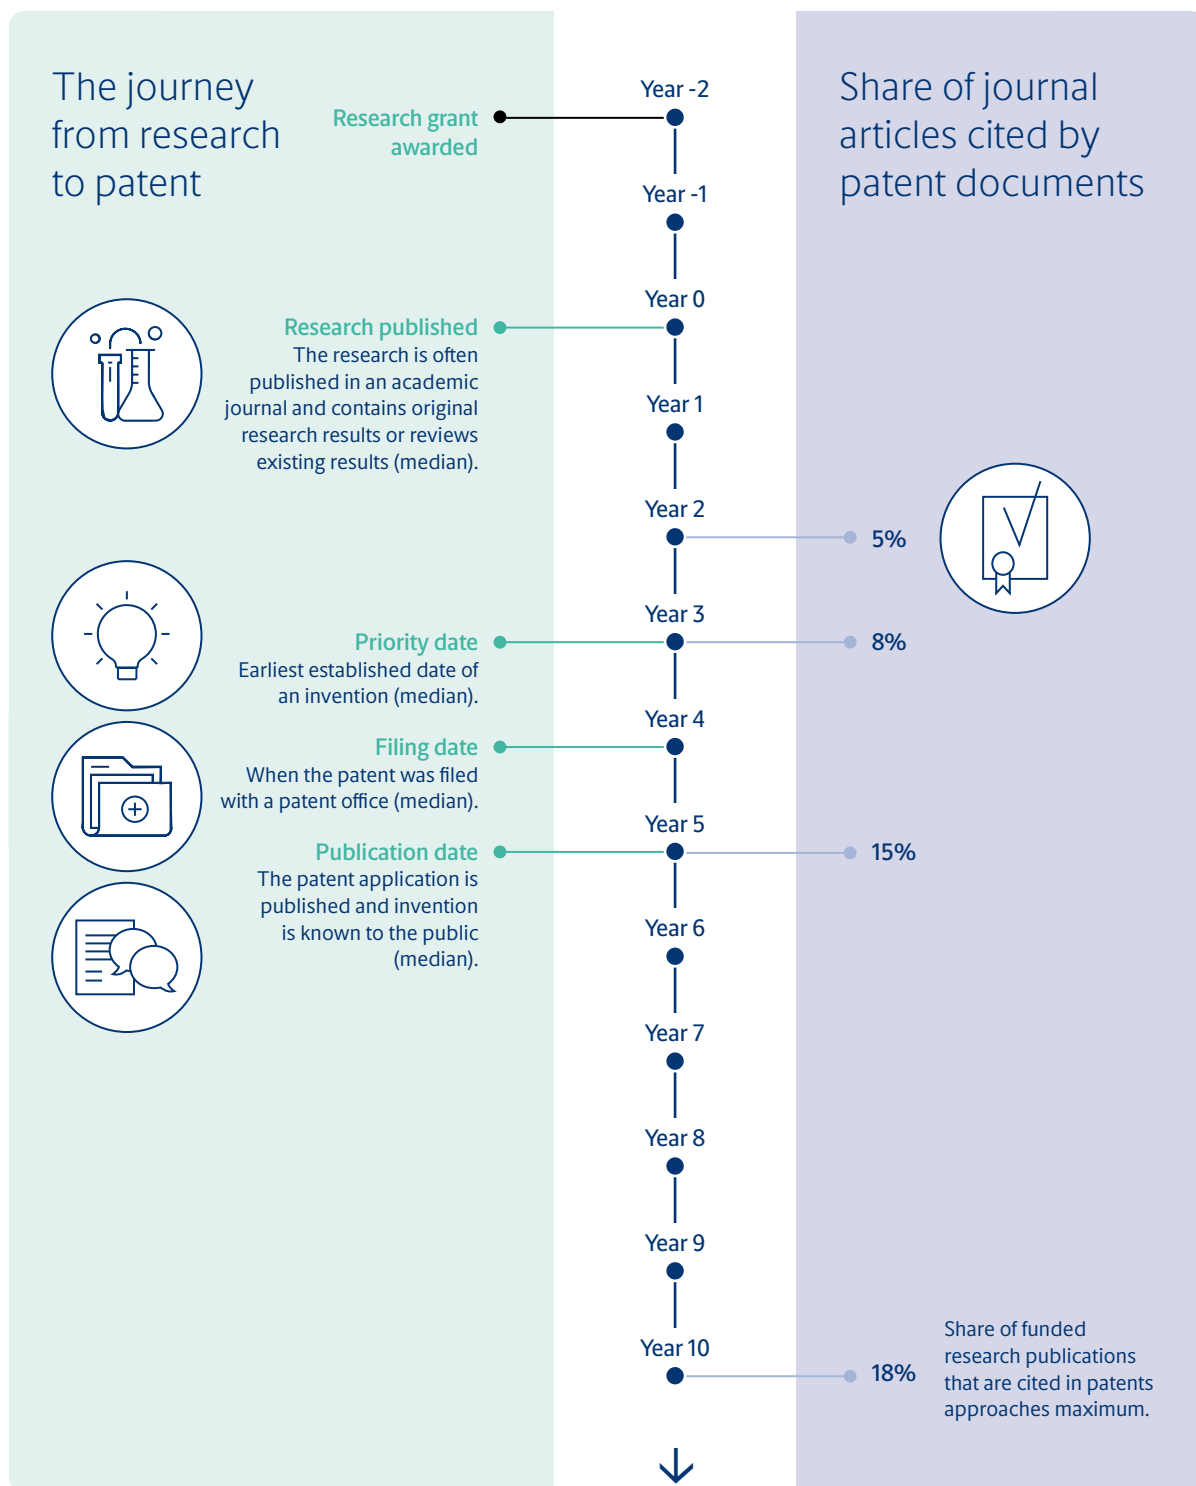 The journey
from research
to patent
Share of journal
articles cited by
patent documents
Year -2
Research grant
awarded
Year -1
Year 0
Research published
The research is often
published in an academic
journal and contains original
research results or reviews
existing results (median).
Year 1
Year 2
5%
Year 3
Priority date
8%
Earliest established date of
an invention (median).
Year 4
Filing date
When the patent was filed
with a patent office (median).
Year 5
Publication date
15%
The patent application is
published and invention
is known to the public
(median).
Year 6
Year 7
Year 8
Year 9
Year 10
18%
Share of funded
research publications
that are cited in patents
approaches maximum.